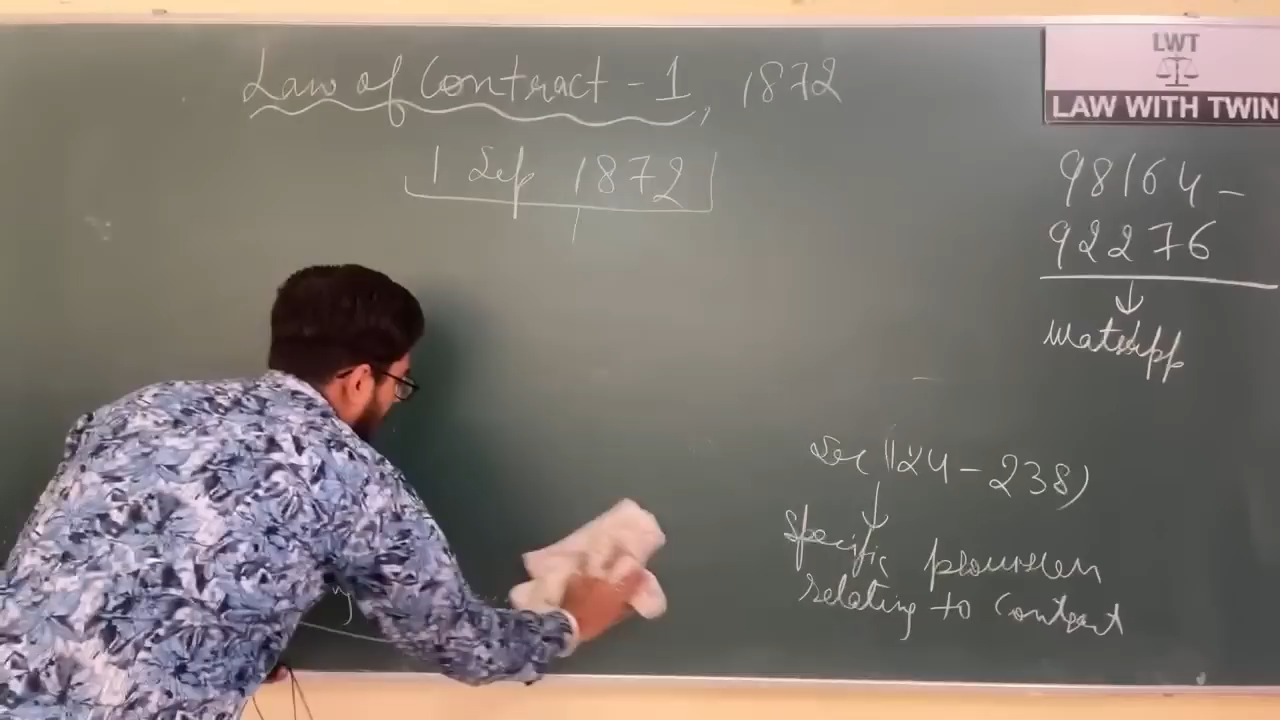 Law of Contract - 1, 1872
1 Sep 1872
LWT
LAW WITH TWIN
98164-
92276
Watsapp
Sec (124 - 238)
Specific provision
relating to Contract